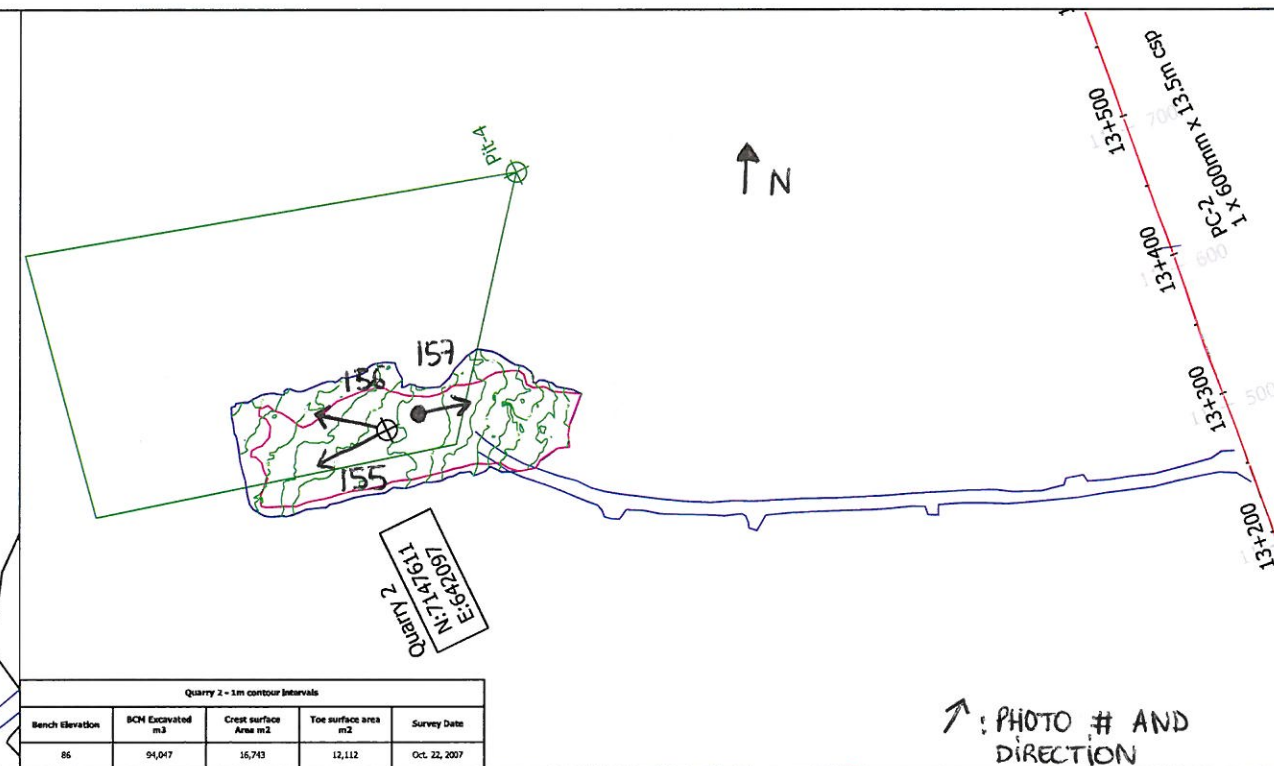 Pit-4
N
13+500
700
PC-2
1 x 600mm x 13.5m csp
13+400
600
157
156
13+300
500
155
13+200
Quarry 2
N:7147611
E:642097
Quarry 2 - 1m contour intervals
Bench Elevation
BCM Excavated m3
Crest surface Area m2
Toe surface area m2
Survey Date
86
94,047
16,743
12,112
Oct. 22, 2007
: PHOTO # AND
DIRECTION